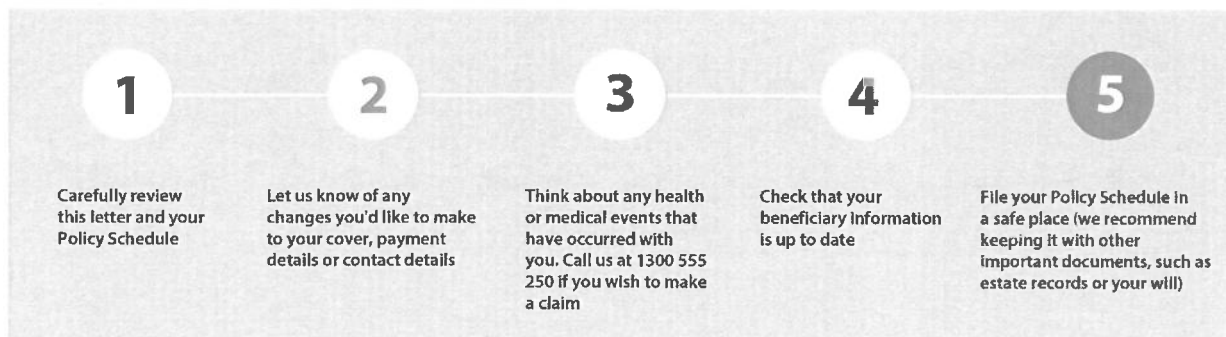 1
Carefully review
this letter and your
Policy Schedule
2
Let us know of any
changes you'd like to make
to your cover, payment
details or contact details
3
Think about any health
or medical events that
have occurred with
you. Call us at 1300 555
250 if you wish to make
a claim
4
Check that your
beneficiary information
is up to date
5
File your Policy Schedule in
a safe place (we recommend
keeping it with other
important documents, such as
estate records or your will)